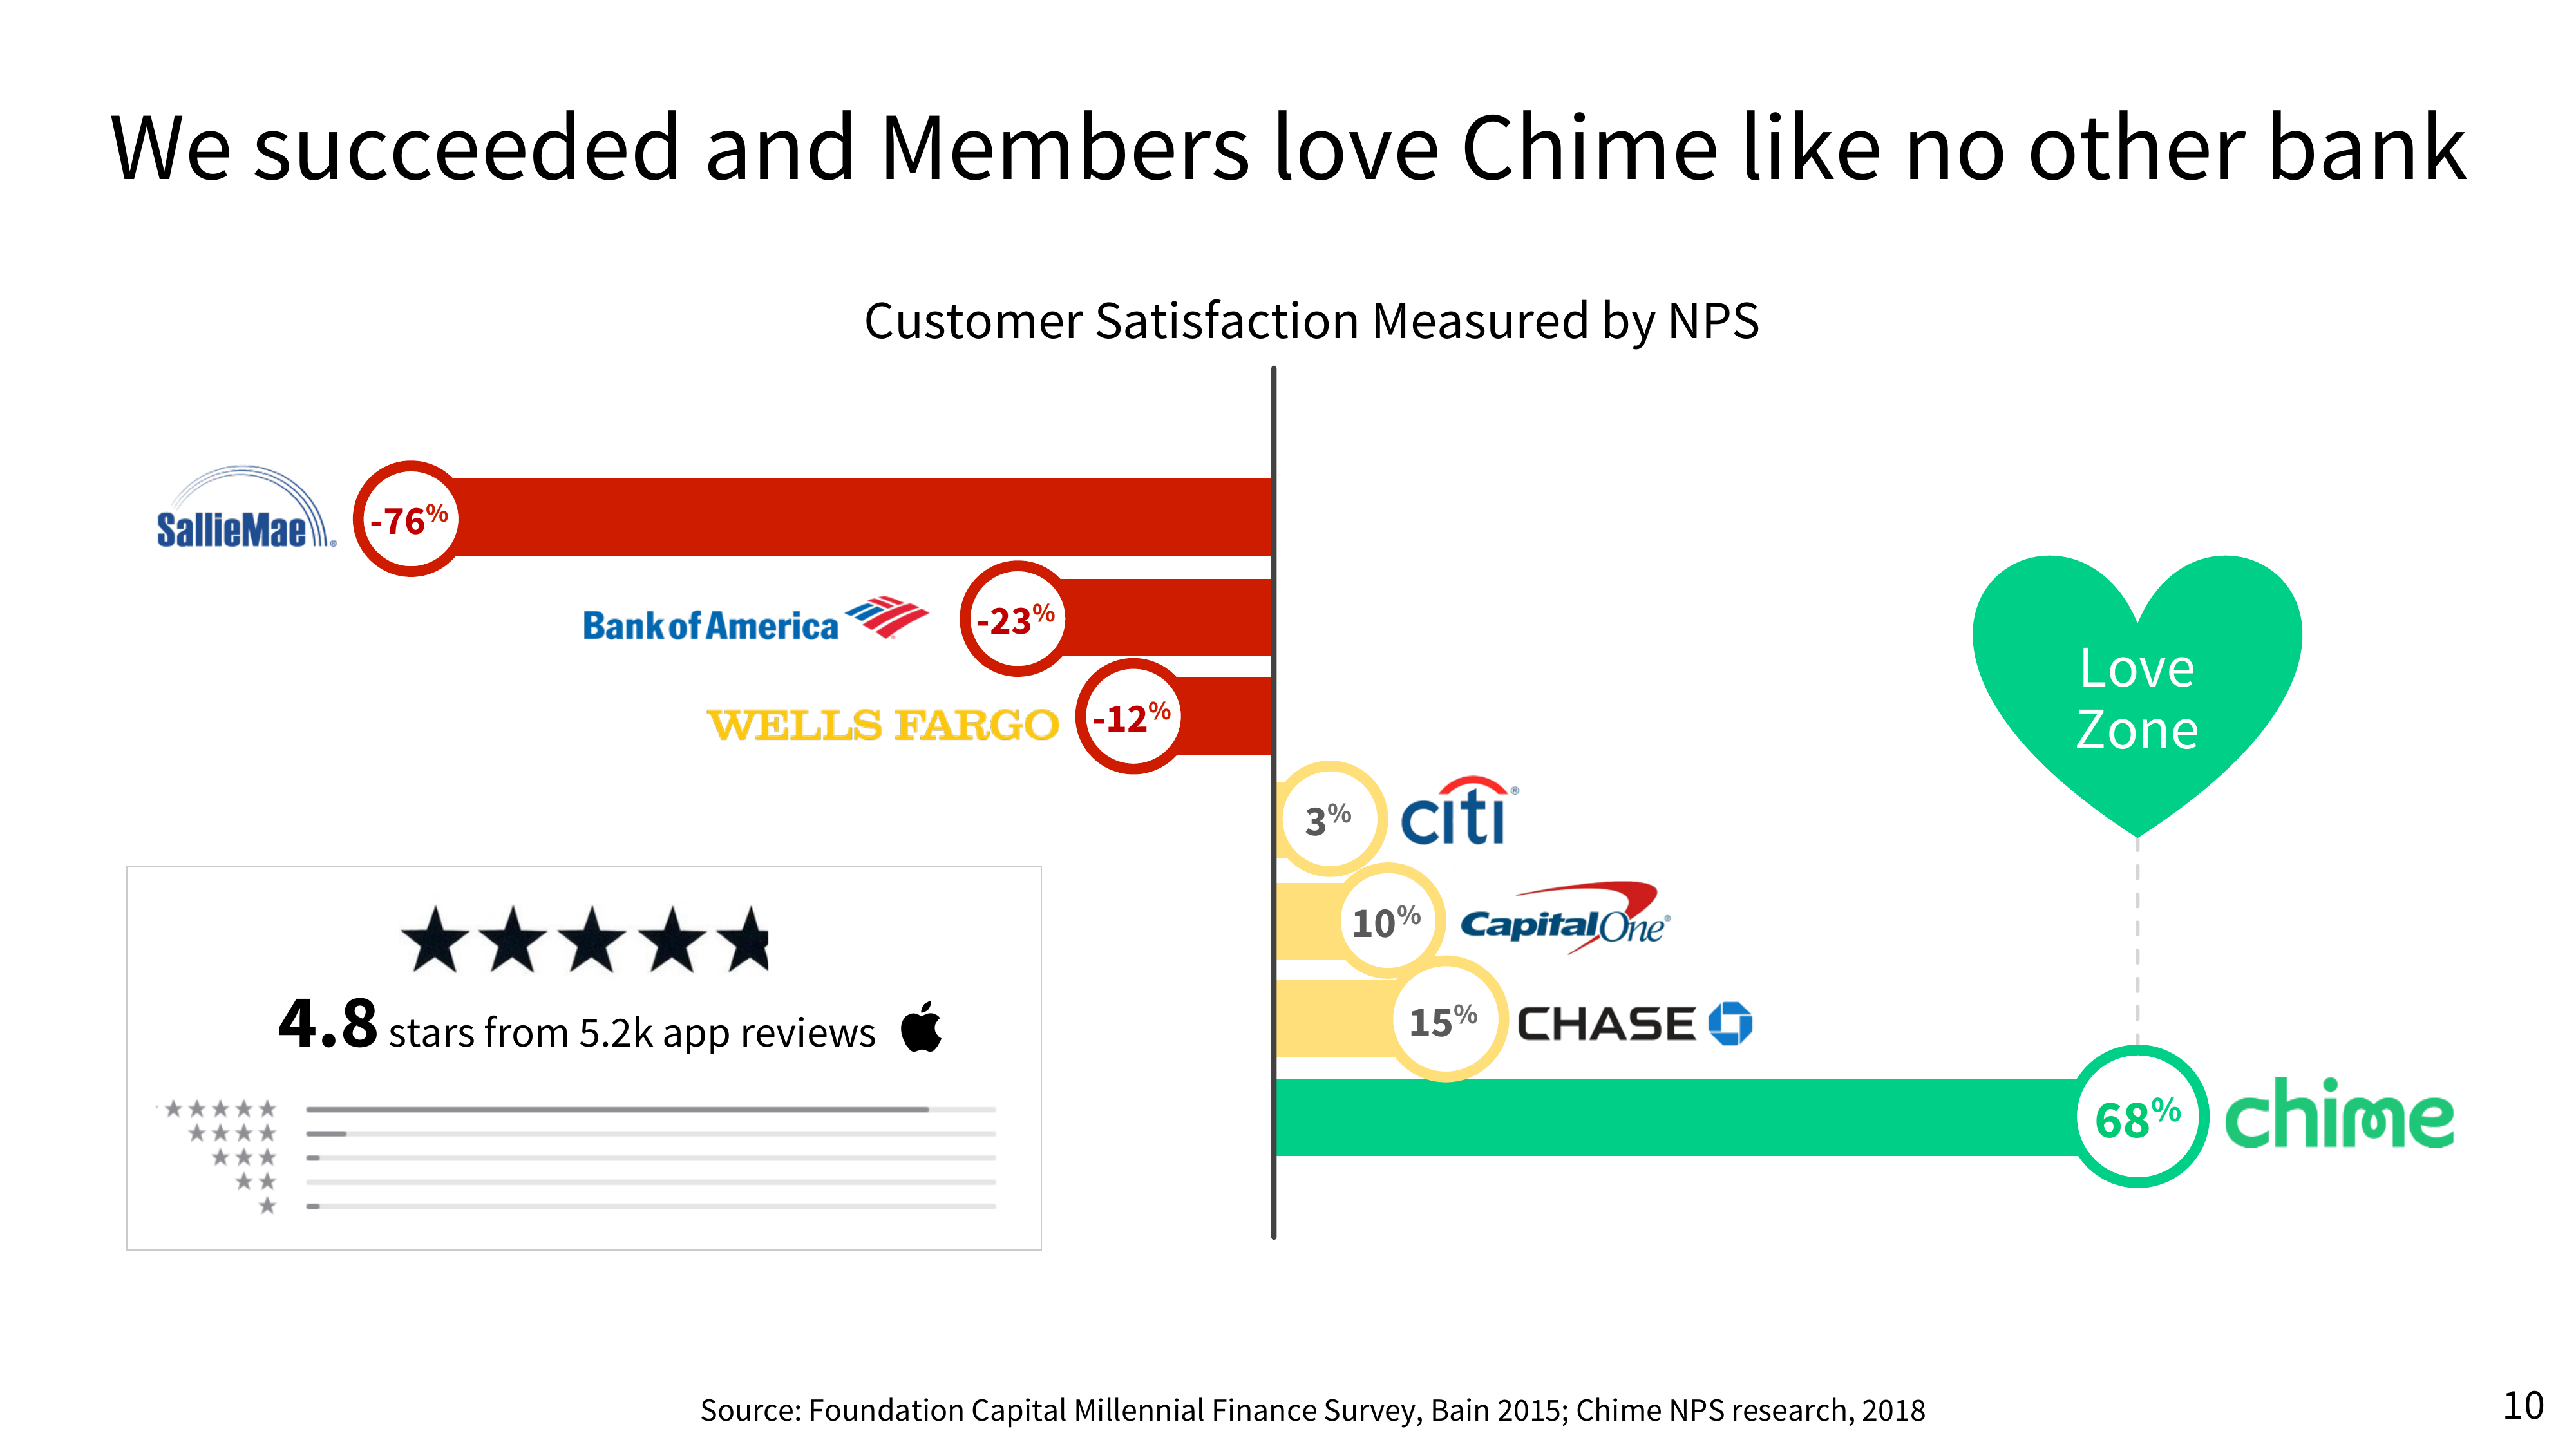 We succeeded and Members love Chime like no other bank
Customer Satisfaction Measured by NPS
SallieMae®
-76%
Bank of America
-23%
WELLS FARGO
-12%
Love
Zone
3%
citi®
10%
CapitalOne®
15%
CHASE
68%
chime
4.8 stars from 5.2k app reviews
Source: Foundation Capital Millennial Finance Survey, Bain 2015; Chime NPS research, 2018
10